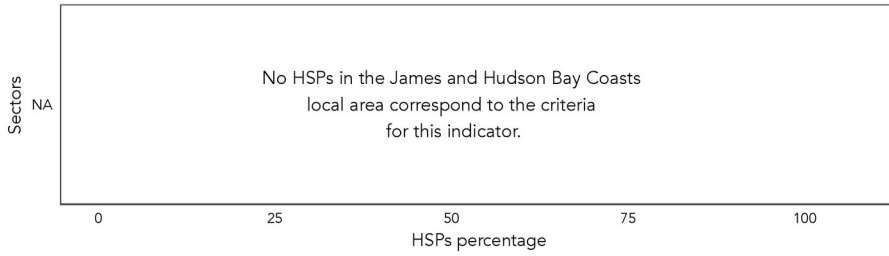 No HSPs in the James and Hudson Bay Coasts
local area correspond to the criteria
for this indicator.
Sectors
NA
0 25 50 75 100
HSPs percentage